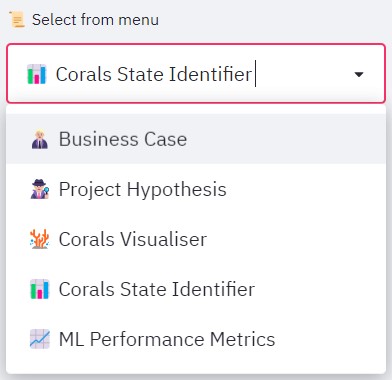 Select from menu
Corals State Identifier
Business Case
Project Hypothesis
Corals Visualiser
Corals State Identifier
ML Performance Metrics